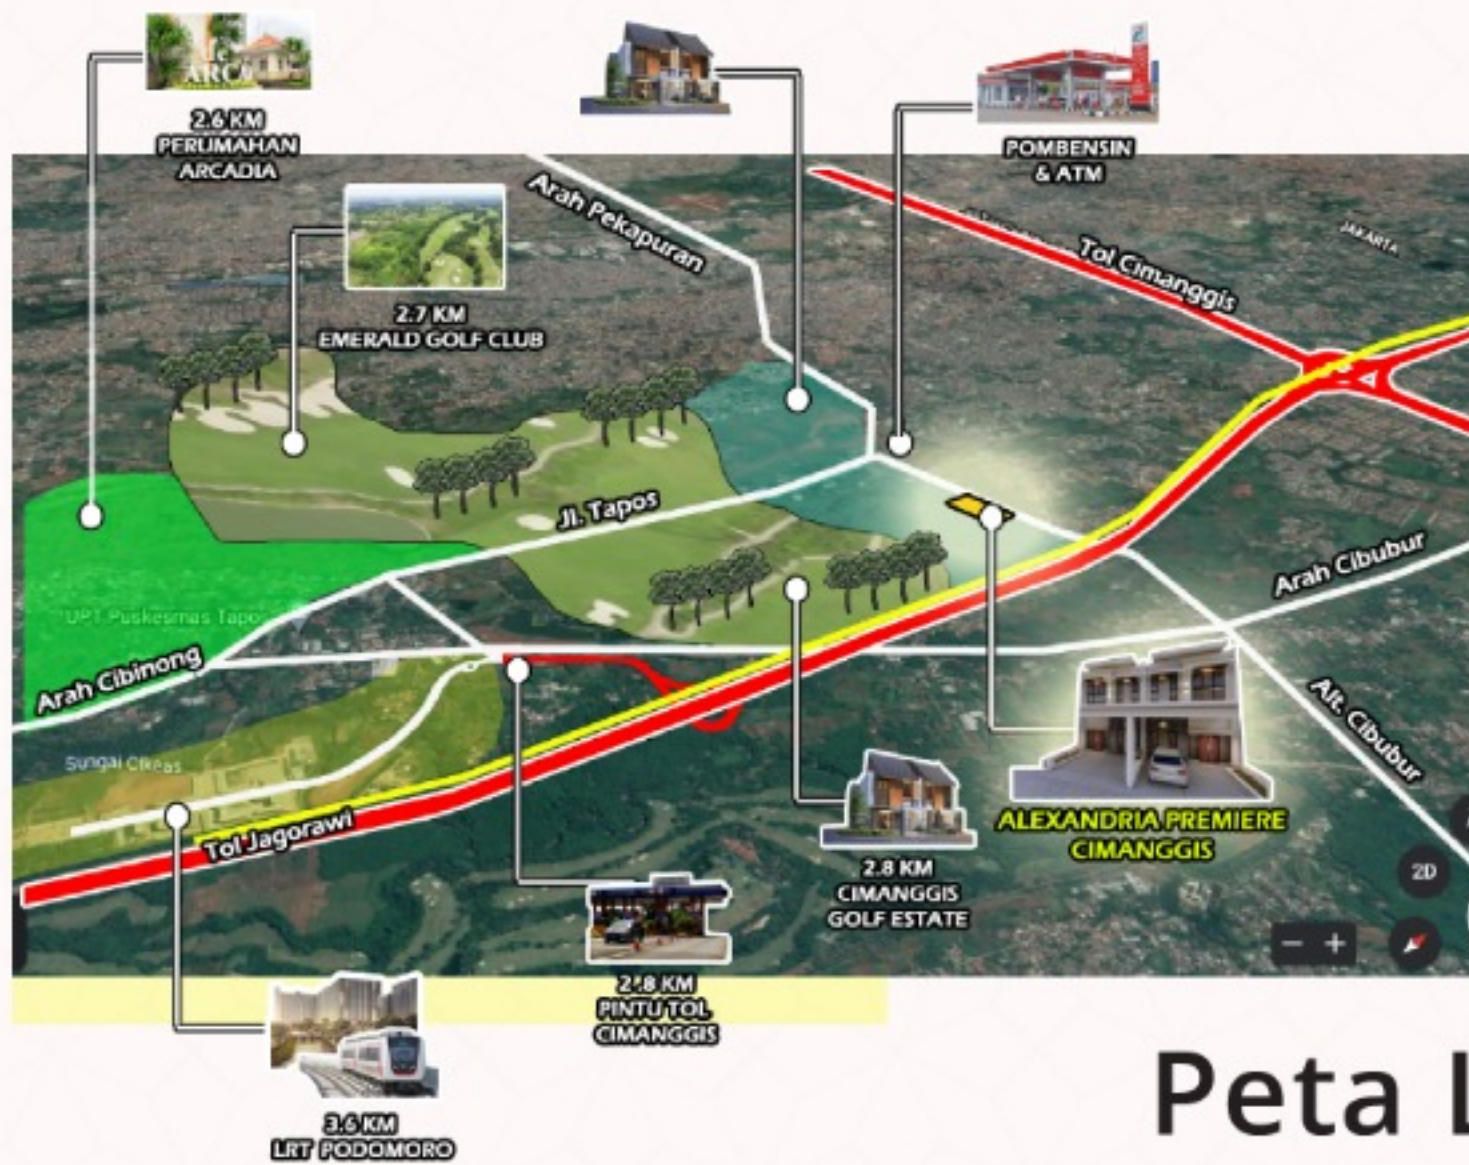 ARCA
2.6 KM
PERUMAHAN
ARCADIA
POMBENSIN
& ATM
Arah Pekapuran
Tol Cimanggis
JAKARTA
2.7 KM
EMERALD GOLF CLUB
Jl. Tapos
Arah Cibubur
UPT Puskesmas Tapos
Arah Cibinong
Sungai Cikeas
Tol Jagorawi
Alt. Cibubur
ALEXANDRIA PREMIERE
CIMANGGIS
2.8 KM
CIMANGGIS
GOLF ESTATE
2D
− +
2.8 KM
PINTU TOL
CIMANGGIS
3.6 KM
LRT PODOMORO
Peta L